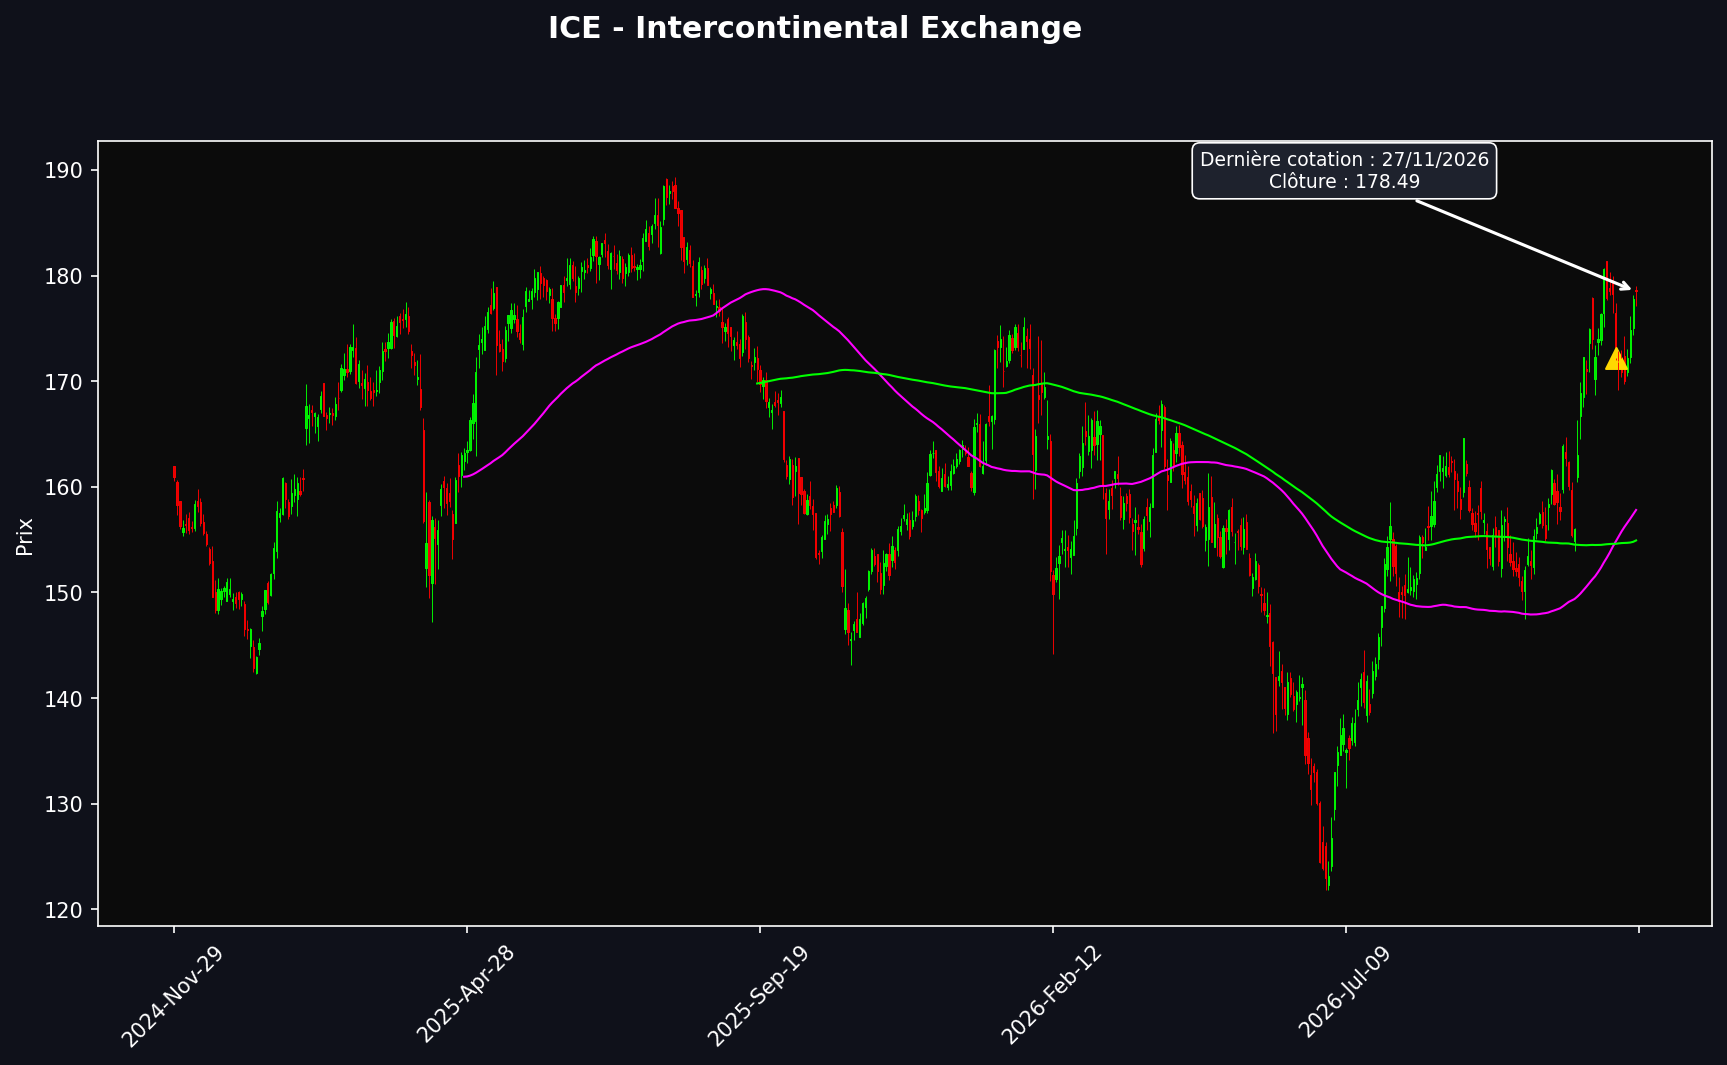 ICE - Intercontinental Exchange
Dernière cotation : 27/11/2026
Clôture : 178.49
Prix
190
180
170
160
150
140
130
120
2024-Nov-29
2025-Apr-28
2025-Sep-19
2026-Feb-12
2026-Jul-09